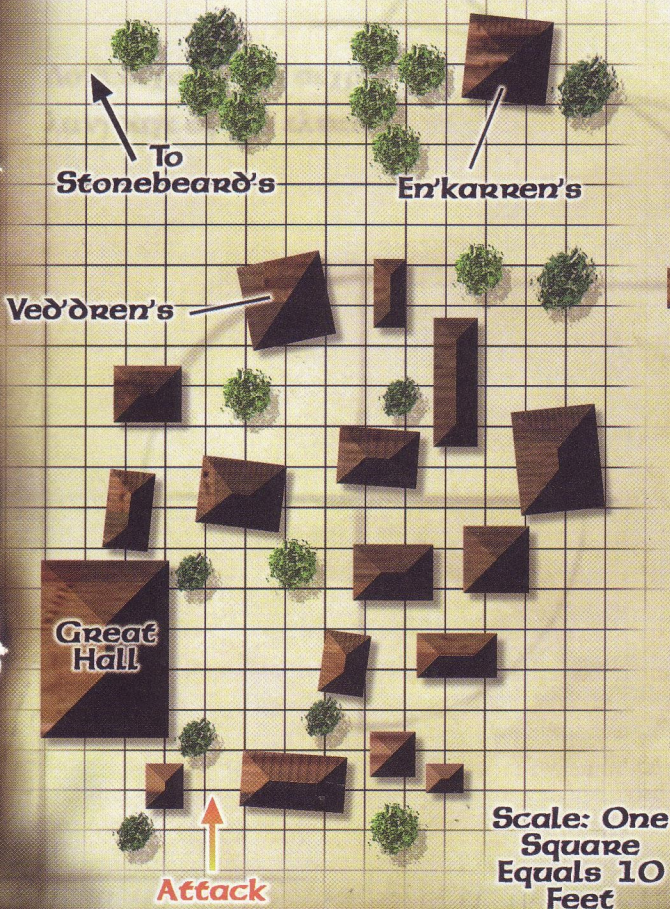 To
Stonebeard's
En'karren's
Ved'dren's
Great
Hall
Attack
Scale: One
Square
Equals 10
Feet